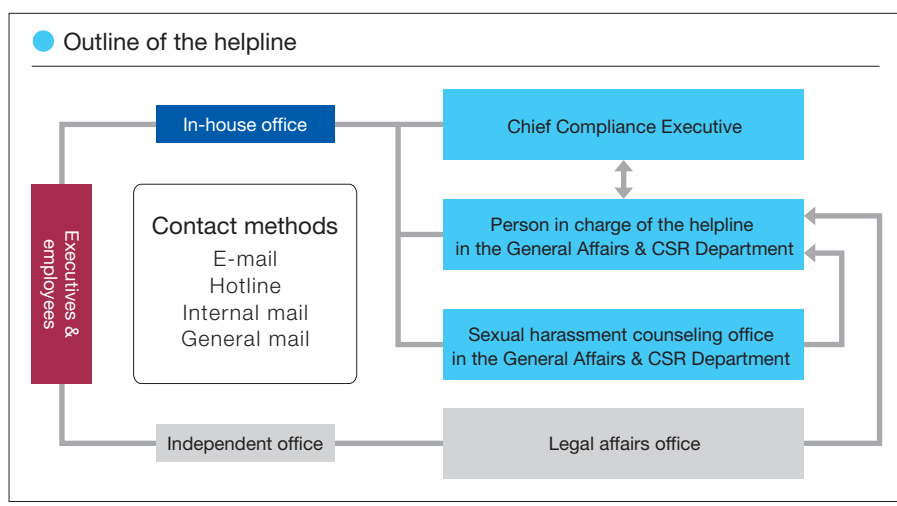 Outline of the helpline
In-house office
Chief Compliance Executive
Executives &
employees
Contact methods
E-mail
Hotline
Internal mail
General mail
Person in charge of the helpline
in the General Affairs & CSR Department
Sexual harassment counseling office
in the General Affairs & CSR Department
Independent office
Legal affairs office